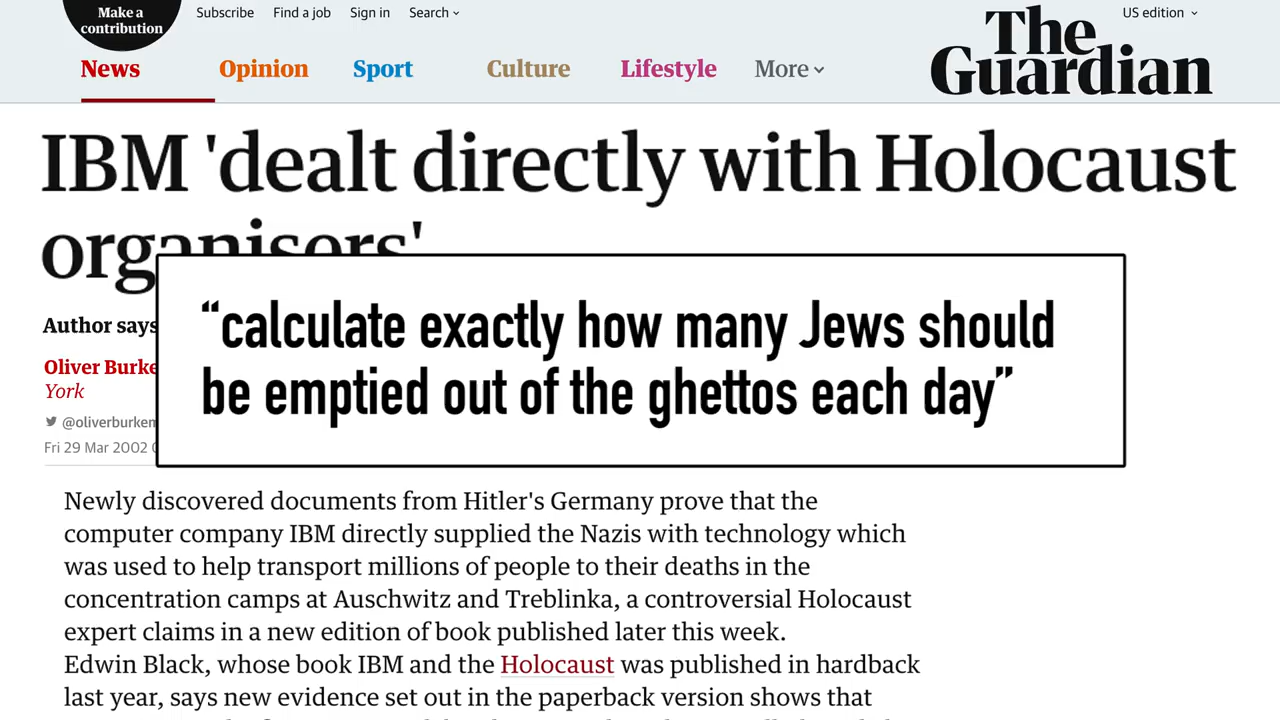 Make a
contribution
Subscribe Find a job Sign in Search
US edition
The
Guardian
News Opinion Sport Culture Lifestyle More
IBM 'dealt directly with Holocaust
organisers'
“calculate exactly how many Jews should
be emptied out of the ghettos each day”
Author says
Oliver Burke
York
@oliverburken
Fri 29 Mar 2002
Newly discovered documents from Hitler's Germany prove that the
computer company IBM directly supplied the Nazis with technology which
was used to help transport millions of people to their deaths in the
concentration camps at Auschwitz and Treblinka, a controversial Holocaust
expert claims in a new edition of book published later this week.
Edwin Black, whose book IBM and the Holocaust was published in hardback
last year, says new evidence set out in the paperback version shows that